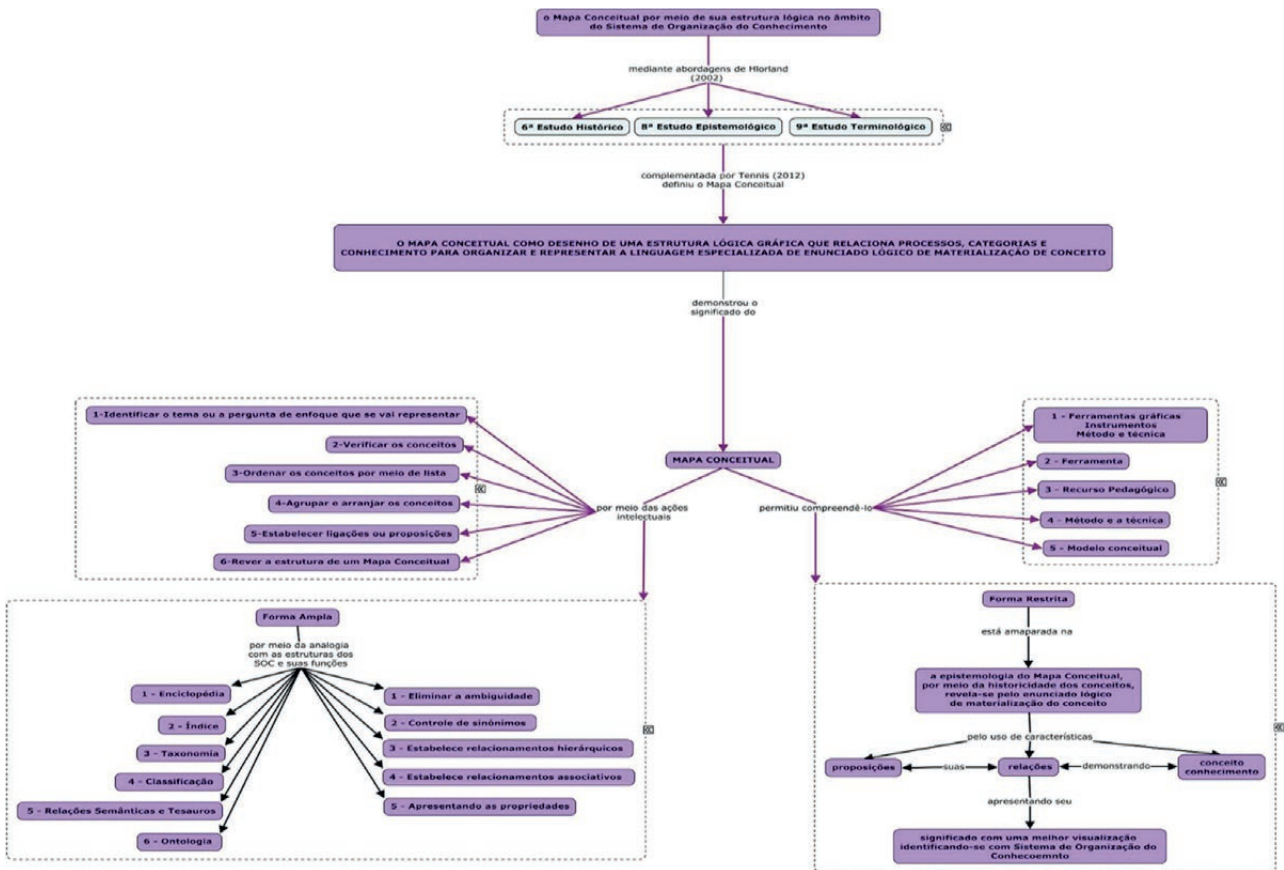 o Mapa Conceitual por meio de sua estrutura lógica no âmbito
do Sistema de Organização do Conhecimento
mediante abordagens de Hlorland
(2002)
6ª Estudo Histórico
8ª Estudo Epistemológico
9ª Estudo Terminológico
complementada por Tennis (2012)
definiu o Mapa Conceitual
O MAPA CONCEITUAL COMO DESENHO DE UMA ESTRUTURA LÓGICA GRÁFICA QUE RELACIONA PROCESSOS, CATEGORIAS E
CONHECIMENTO PARA ORGANIZAR E REPRESENTAR A LINGUAGEM ESPECIALIZADA DE ENUNCIADO LÓGICO DE MATERIALIZAÇÃO DE CONCEITO
demonstrou o
significado do
MAPA CONCEITUAL
por meio das ações
intelectuais
1-Identificar o tema ou a pergunta de enfoque que se vai representar
2-Verificar os conceitos
3-Ordenar os conceitos por meio de lista
4-Agrupar e arranjar os conceitos
5-Estabelecer ligações ou proposições
6-Rever a estrutura de um Mapa Conceitual
permitiu compreendê-lo
1 - Ferramentas gráficas
Instrumentos
Método e técnica
2 - Ferramenta
3 - Recurso Pedagógico
4 - Método e a técnica
5 - Modelo conceitual
Forma Ampla
por meio da analogia
com as estruturas dos
SOC e suas funções
1 - Enciclopédia
2 - Índice
3 - Taxonomia
4 - Classificação
5 - Relações Semânticas e Tesauros
6 - Ontologia
1 - Eliminar a ambiguidade
2 - Controle de sinônimos
3 - Estabelece relacionamentos hierárquicos
4 - Estabelece relacionamentos associativos
5 - Apresentando as propriedades
Forma Restrita
está amaparada na
a epistemologia do Mapa Conceitual,
por meio da historicidade dos conceitos,
revela-se pelo enunciado lógico
de materialização do conceito
pelo uso de características
proposições
suas
relações
demonstrando
conceito
conhecimento
apresentando seu
significado com uma melhor visualização
identificando-se com Sistema de Organização do
Conhecoemnto